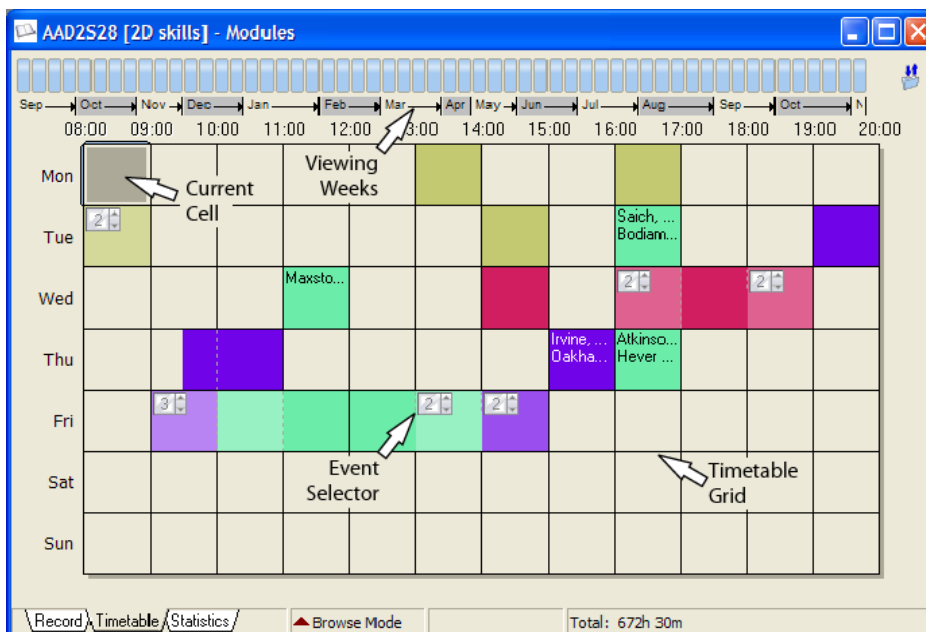 AAD2S28 [2D skills] - Modules
Sep Oct Nov Dec Jan Feb Mar Apr May Jun Jul Aug Sep Oct N
08:00 09:00 10:00 11:00 12:00 13:00 14:00 15:00 16:00 17:00 18:00 19:00 20:00
Viewing
Weeks
Mon
Current
Cell
Tue
2
Saich, ...
Bodiam...
Wed
Maxsto...
2
2
Thu
Irvine, ...
Oakha...
Atkinso...
Hever ...
Fri
3
2
2
Event
Selector
Timetable
Grid
Sat
Sun
Record Timetable Statistics Browse Mode Total: 672h 30m